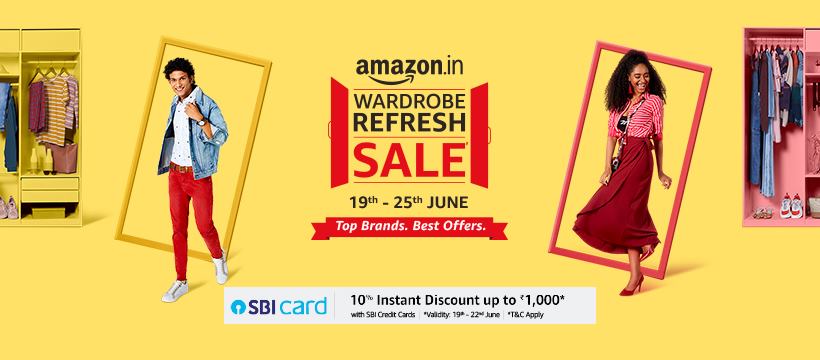 amazon.in
WARDROBE
REFRESH
SALE*
19th - 25th JUNE
Top Brands. Best Offers.
SBI card
10% Instant Discount up to ₹1,000*
with SBI Credit Cards | *Validity: 19th - 22nd June | *T&C Apply